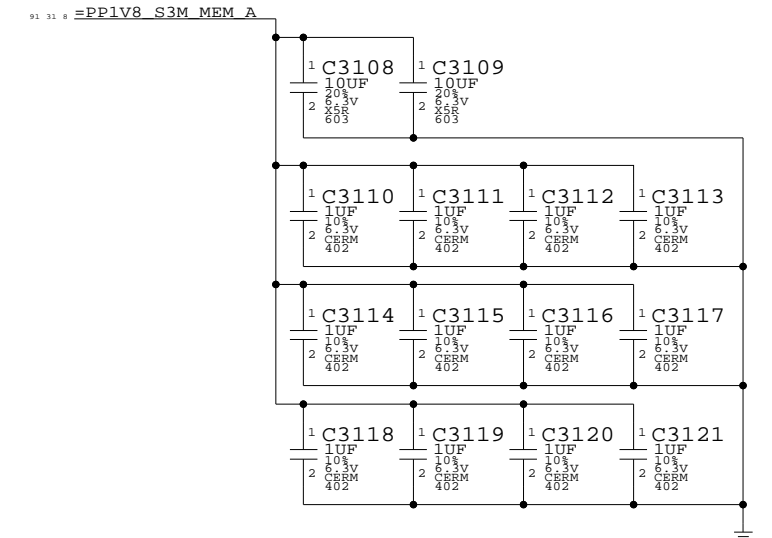 91 31 8 =PP1V8_S3M_MEM_A
1 C3108 1 C3109
10UF 10UF
20% 20%
2 6.3V 2 6.3V
X5R X5R
603 603
1 C3110 1 C3111 1 C3112 1 C3113
1UF 1UF 1UF 1UF
10% 10% 10% 10%
2 6.3V 2 6.3V 2 6.3V 2 6.3V
CERM CERM CERM CERM
402 402 402 402
1 C3114 1 C3115 1 C3116 1 C3117
1UF 1UF 1UF 1UF
10% 10% 10% 10%
2 6.3V 2 6.3V 2 6.3V 2 6.3V
CERM CERM CERM CERM
402 402 402 402
1 C3118 1 C3119 1 C3120 1 C3121
1UF 1UF 1UF 1UF
10% 10% 10% 10%
2 6.3V 2 6.3V 2 6.3V 2 6.3V
CERM CERM CERM CERM
402 402 402 402